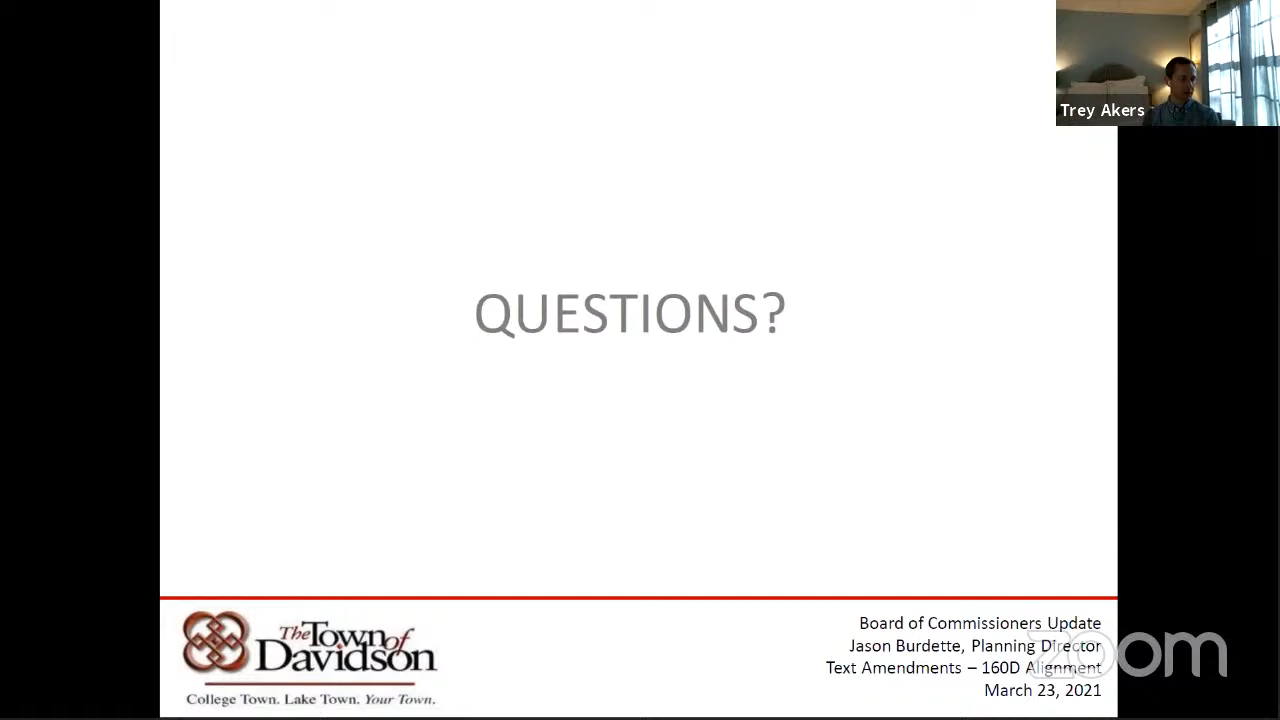 Trey Akers
QUESTIONS?
The Town of
Davidson
College Town. Lake Town. Your Town.
Board of Commissioners Update
Jason Burdette, Planning Director
Text Amendments – 160D Alignment
March 23, 2021
zoom